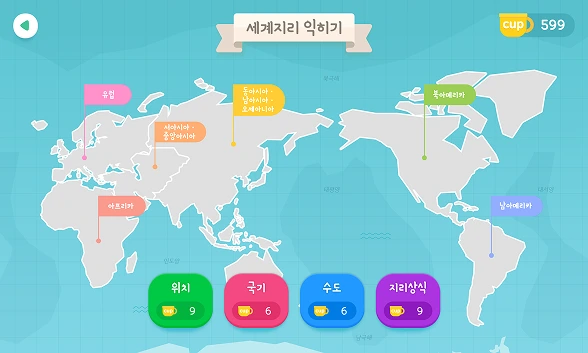 세계지리 익히기
cup 599
유럽
동아시아 ·
남아시아 ·
오세아니아
북아메리카
서아시아 ·
중앙아시아
아프리카
남아메리카
위치
cup 9
국기
cup 6
수도
cup 6
지리상식
cup 9